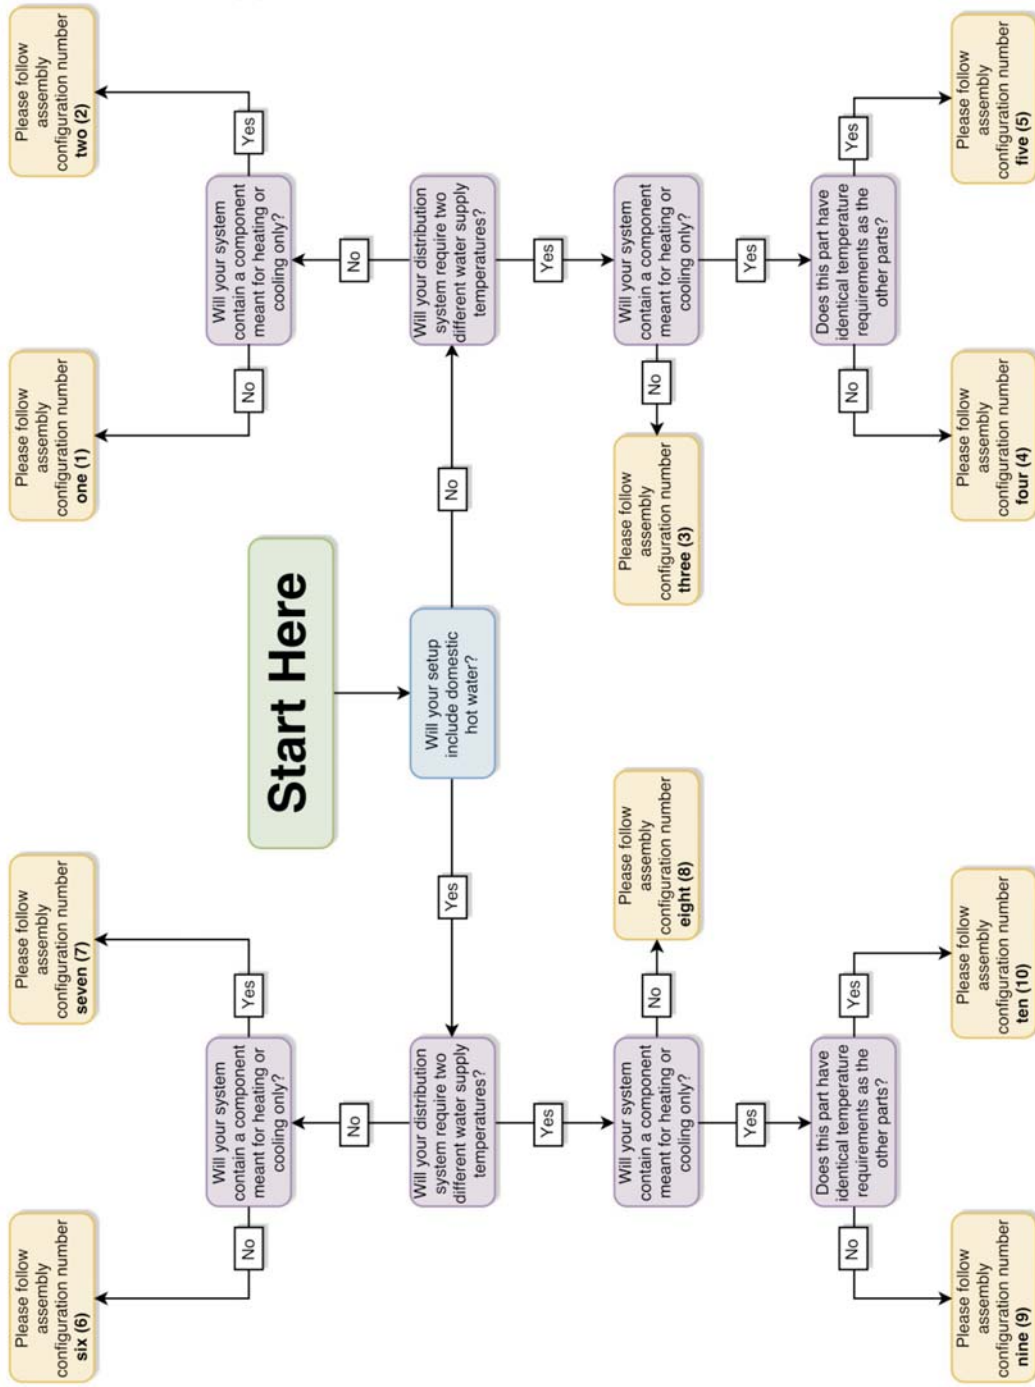 Please follow
assembly
configuration number
six (6)
Please follow
assembly
configuration number
seven (7)
Please follow
assembly
configuration number
one (1)
Please follow
assembly
configuration number
two (2)
No
Will your system
contain a component
meant for heating or
cooling only?
Yes
No
Will your system
contain a component
meant for heating or
cooling only?
Yes
Start Here
No
No
Will your distribution
system require two
different water supply
temperatures?
Yes
Will your setup
include domestic
hot water?
No
Will your distribution
system require two
different water supply
temperatures?
Yes
Yes
Will your system
contain a component
meant for heating or
cooling only?
No
Please follow
assembly
configuration number
eight (8)
Please follow
assembly
configuration number
three (3)
No
Will your system
contain a component
meant for heating or
cooling only?
Yes
Yes
No
Does this part have
identical temperature
requirements as the
other parts?
Yes
No
Does this part have
identical temperature
requirements as the
other parts?
Yes
Please follow
assembly
configuration number
nine (9)
Please follow
assembly
configuration number
ten (10)
Please follow
assembly
configuration number
four (4)
Please follow
assembly
configuration number
five (5)